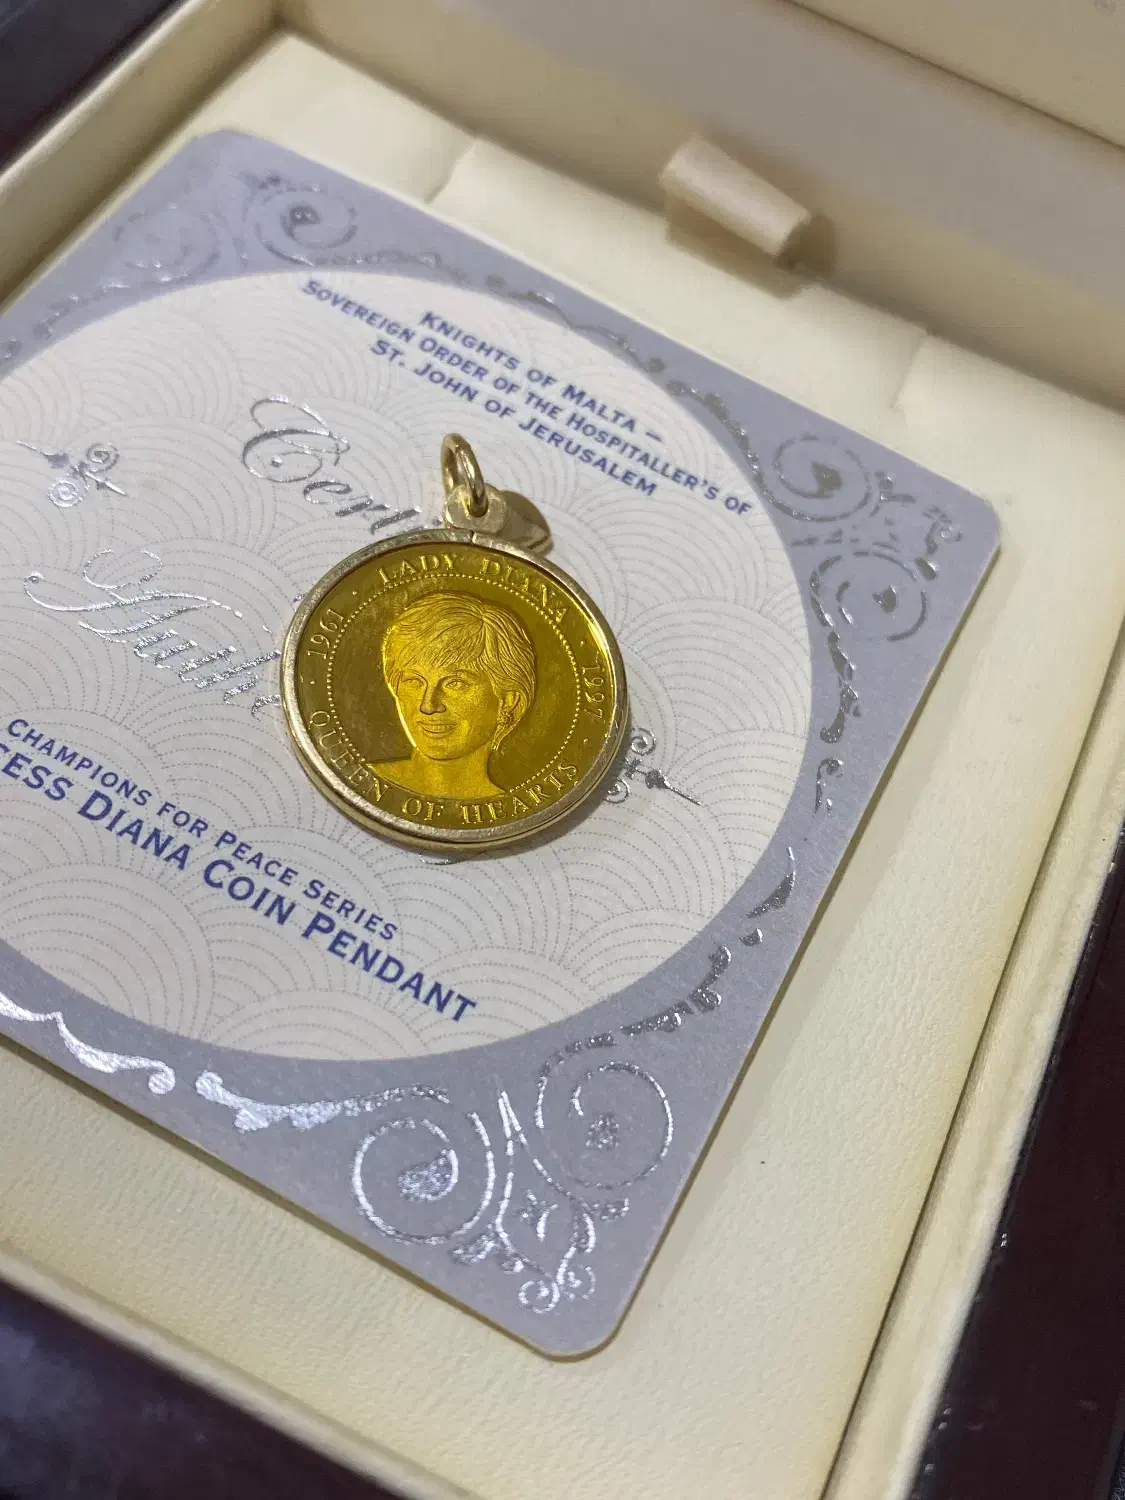 KNIGHTS OF MALTA –
SOVEREIGN ORDER OF THE HOSPITALLER'S OF
ST. JOHN OF JERUSALEM
LADY DIANA
1961 · 1997
QUEEN OF HEARTS
CHAMPIONS FOR PEACE SERIES
DIANA COIN PENDANT